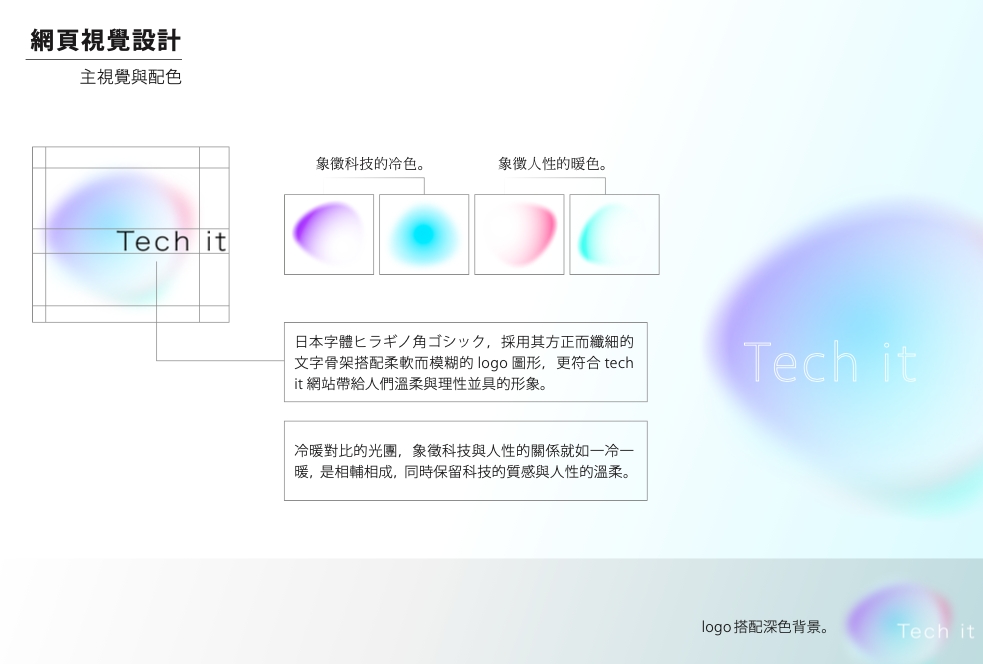 網頁視覺設計
主視覺與配色
象徵科技的冷色。
象徵人性的暖色。
Tech it
日本字體ヒラギノ角ゴシック，採用其方正而纖細的
文字骨架搭配柔軟而模糊的 logo 圖形，更符合 tech
it 網站帶給人們溫柔與理性並具的形象。
Tech it
冷暖對比的光團，象徵科技與人性的關係就如一冷一
暖，是相輔相成，同時保留科技的質感與人性的溫柔。
logo 搭配深色背景。
Tech it